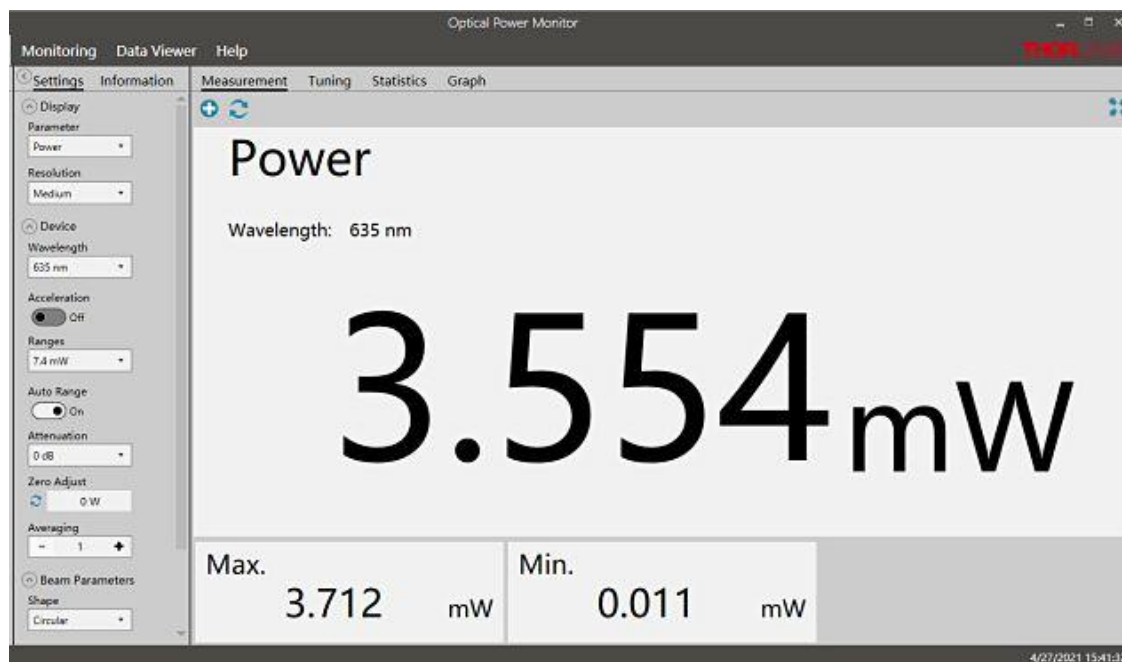 Optical Power Monitor
Monitoring Data Viewer Help
Settings Information
Measurement Tuning Statistics Graph
Display
Parameter
Power
Resolution
Medium
Device
Wavelength
635 nm
Acceleration
Off
Ranges
7.4 mW
Auto Range
On
Attenuation
0 dB
Zero Adjust
0 W
Averaging
- 1 +
Beam Parameters
Shape
Circular
Power
Wavelength: 635 nm
3.554 mW
Max.
3.712 mW
Min.
0.011 mW